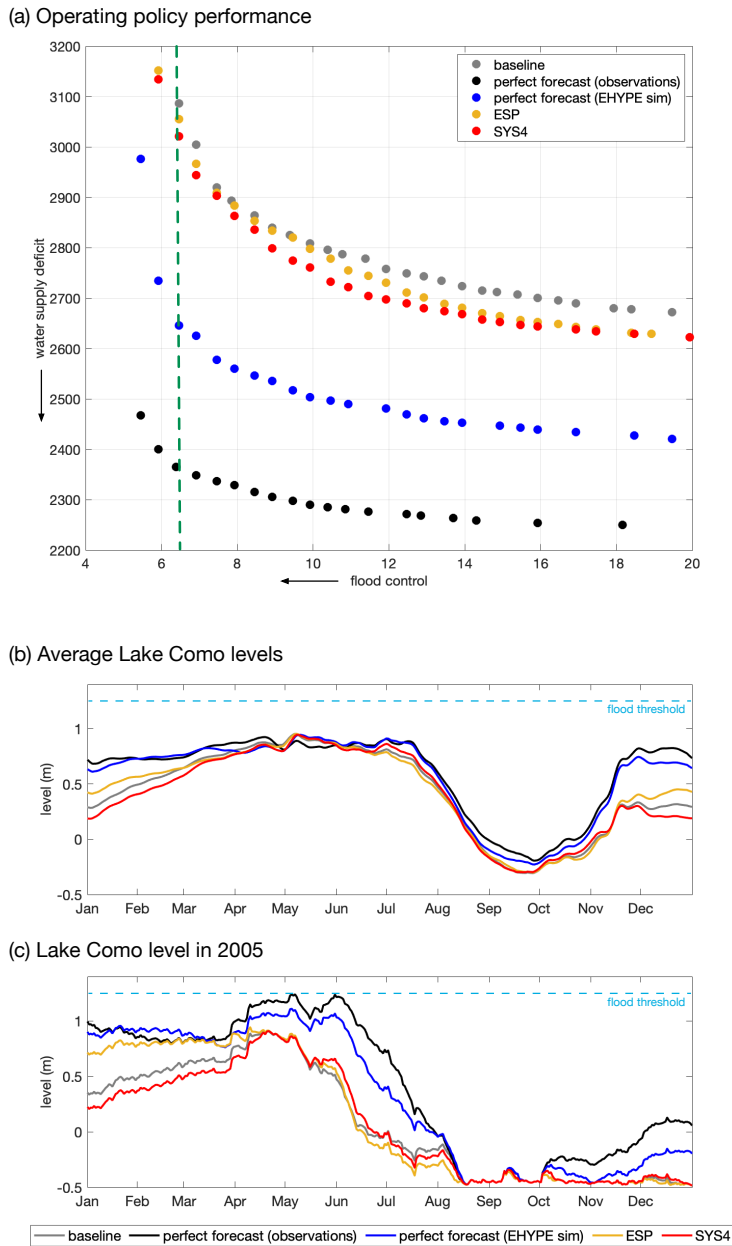 (a) Operating policy performance
3200
3100
3000
2900
2800
2700
2600
2500
2400
2300
2200
water supply deficit
baseline
perfect forecast (observations)
perfect forecast (EHYPE sim)
ESP
SYS4
4 6 8 10 12 14 16 18 20
flood control
(b) Average Lake Como levels
flood threshold
1
0.5
0
-0.5
level (m)
Jan Feb Mar Apr May Jun Jul Aug Sep Oct Nov Dec
(c) Lake Como level in 2005
flood threshold
1
0.5
0
-0.5
level (m)
Jan Feb Mar Apr May Jun Jul Aug Sep Oct Nov Dec
baseline perfect forecast (observations) perfect forecast (EHYPE sim) ESP SYS4